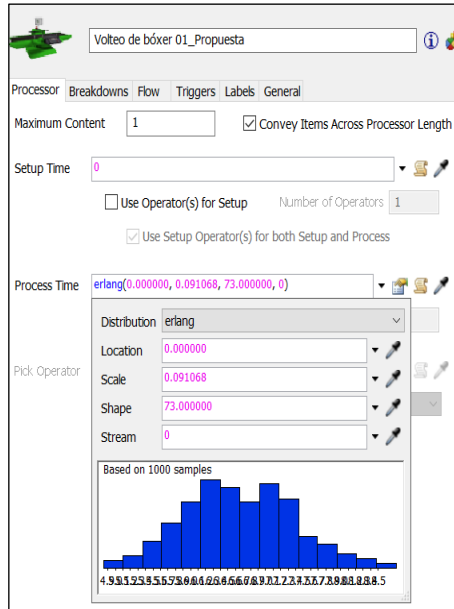 Volteo de bóxer 01_Propuesta
Processor Breakdowns Flow Triggers Labels General
Maximum Content 1 Convey Items Across Processor Length
Setup Time 0
Use Operator(s) for Setup Number of Operators 1
Use Setup Operator(s) for both Setup and Process
Process Time erlang(0.000000, 0.091068, 73.000000, 0)
Distribution erlang
Location 0.000000
Pick Operator
Scale 0.091068
Shape 73.000000
Stream 0
Based on 1000 samples